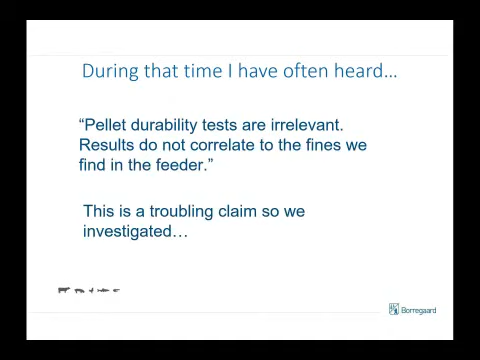 During that time I have often heard…
“Pellet durability tests are irrelevant.
Results do not correlate to the fines we
find in the feeder.”
This is a troubling claim so we
investigated…
Borregaard